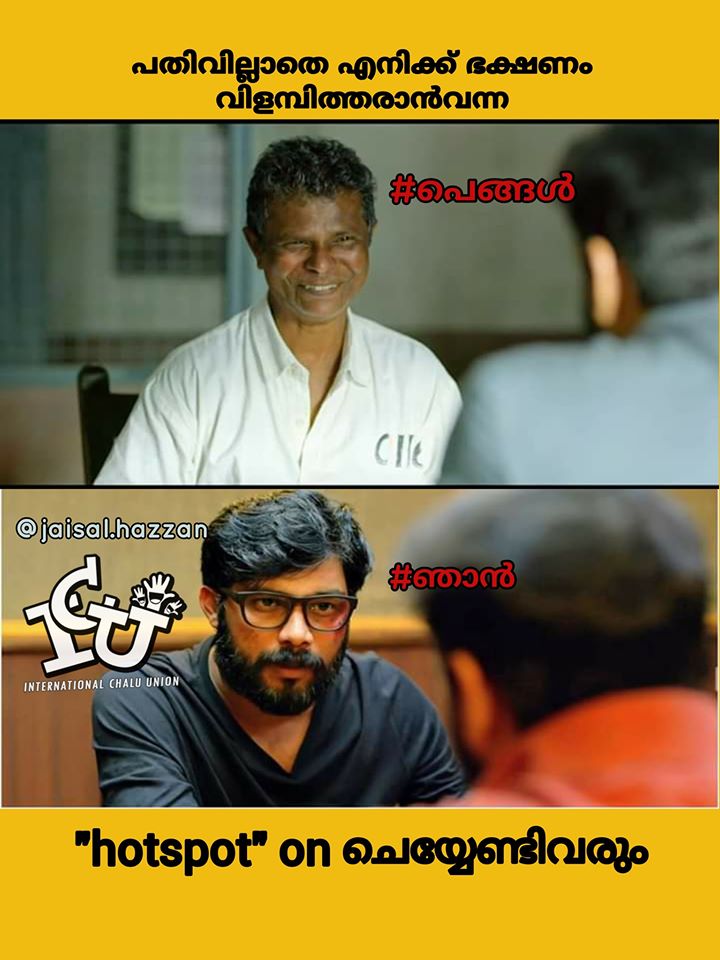 പതിവില്ലാതെ എനിക്ക് ഭക്ഷണം
വിളമ്പിത്തരാൻവന്ന
#പെങ്ങൾ
@jaisal.hazzan
#ഞാൻ
ICU
INTERNATIONAL CHALU UNION
"hotspot" on ചെയ്യേണ്ടിവരും